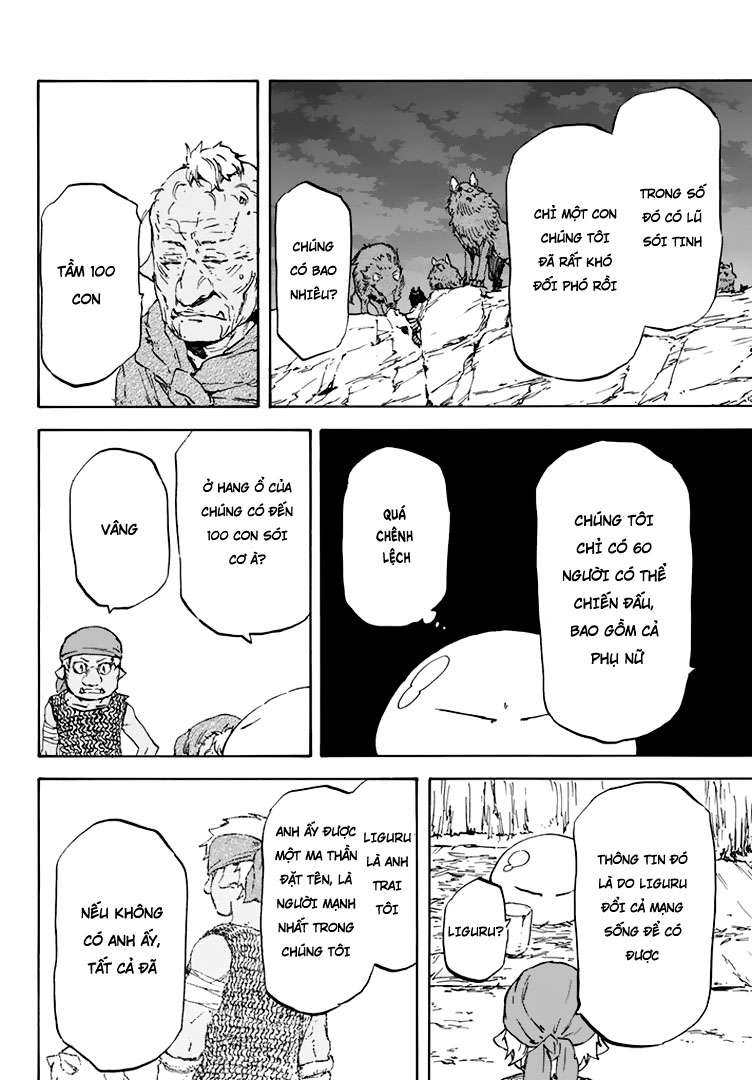 TRONG SỐ
ĐÓ CÓ LŨ
SÓI TINH
CHỈ MỘT CON
CHÚNG TÔI
ĐÃ RẤT KHÓ
ĐỐI PHÓ RỒI
CHÚNG
CÓ BAO
NHIÊU?
TẦM 100
CON
CHÚNG TÔI
CHỈ CÓ 60
NGƯỜI CÓ THỂ
CHIẾN ĐẤU,
BAO GỒM CẢ
PHỤ NỮ
QUÁ
CHÊNH
LỆCH
Ở HANG Ổ CỦA
CHÚNG CÓ ĐẾN
100 CON SÓI
CƠ À?
VÂNG
THÔNG TIN ĐÓ
LÀ DO LIGURU
ĐỔI CẢ MẠNG
SỐNG ĐỂ CÓ
ĐƯỢC
LIGURU?
LIGURU
LÀ ANH
TRAI
TÔI
ANH ẤY ĐƯỢC
MỘT MA THẦN
ĐẶT TÊN, LÀ
NGƯỜI MẠNH
NHẤT TRONG
CHÚNG TÔI
NẾU KHÔNG
CÓ ANH ẤY,
TẤT CẢ ĐÃ